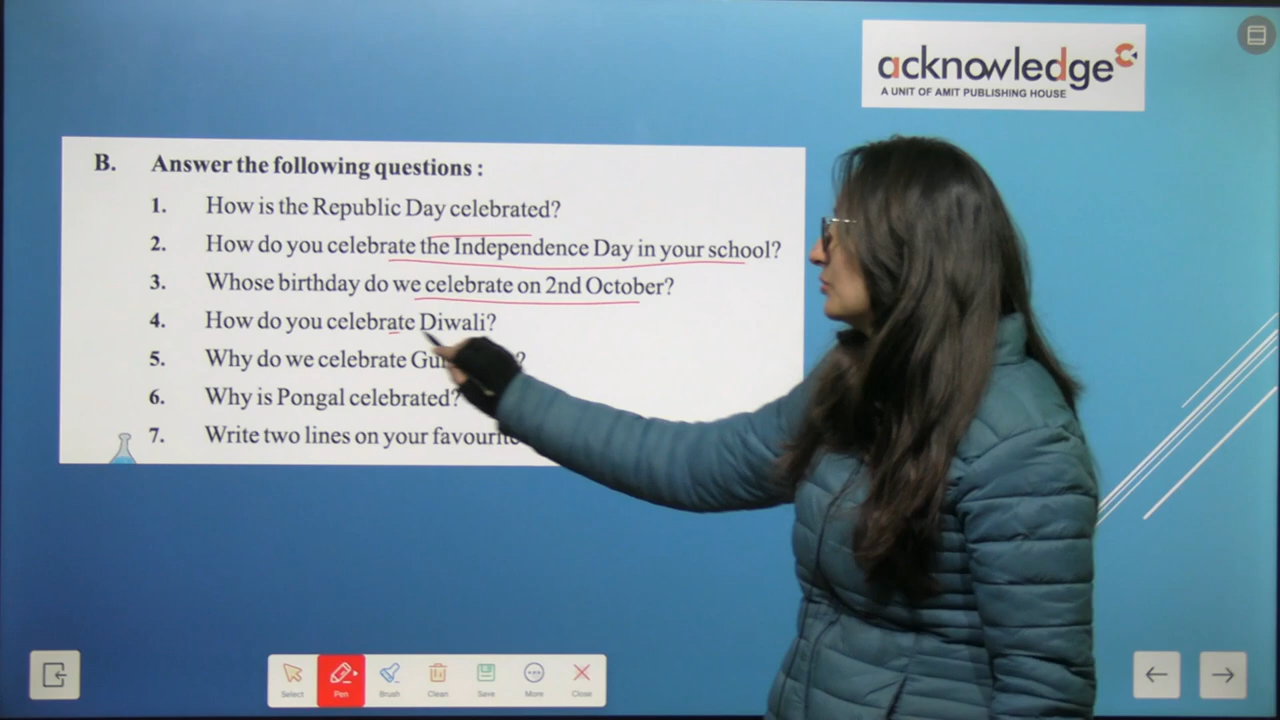 acknowledge
A UNIT OF AMIT PUBLISHING HOUSE
B. Answer the following questions :
1. How is the Republic Day celebrated?
2. How do you celebrate the Independence Day in your school?
3. Whose birthday do we celebrate on 2nd October?
4. How do you celebrate Diwali?
5. Why do we celebrate
6. Why is Pongal celebrated?
7. Write two lines on your
Select Pen Brush Clean Save More Close